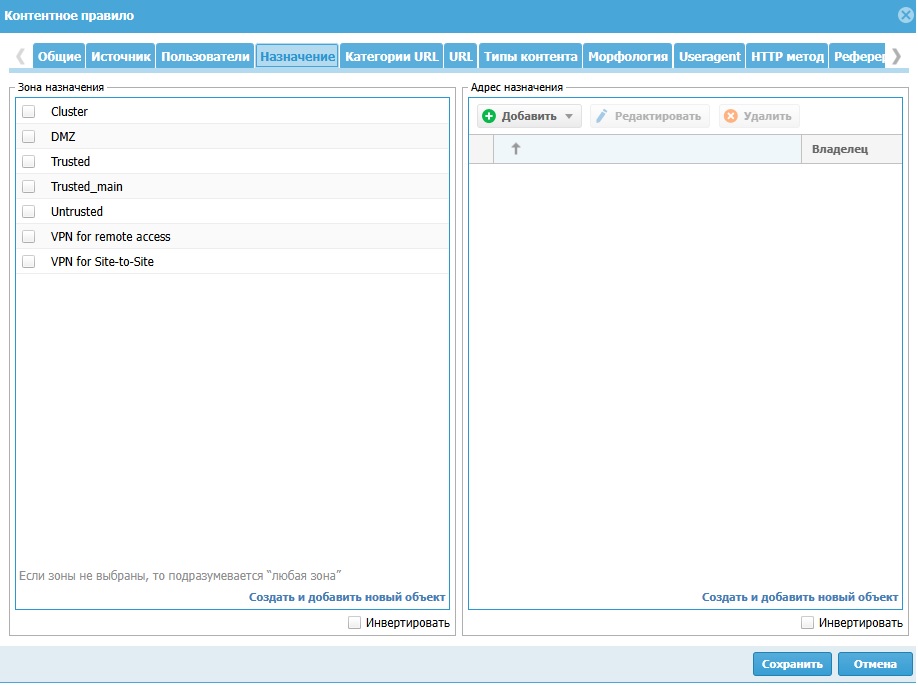 Контентное правило
Общие Источник Пользователи Назначение Категории URL URL Типы контента Морфология Useragent HTTP метод
Зона назначения
Cluster
DMZ
Trusted
Trusted_main
Untrusted
VPN for remote access
VPN for Site-to-Site
Если зоны не выбраны, то подразумевается “любая зона”
Создать и добавить новый объект
Инвертировать
Адрес назначения
Добавить Редактировать Удалить
Владелец
Создать и добавить новый объект
Инвертировать
Сохранить Отмена